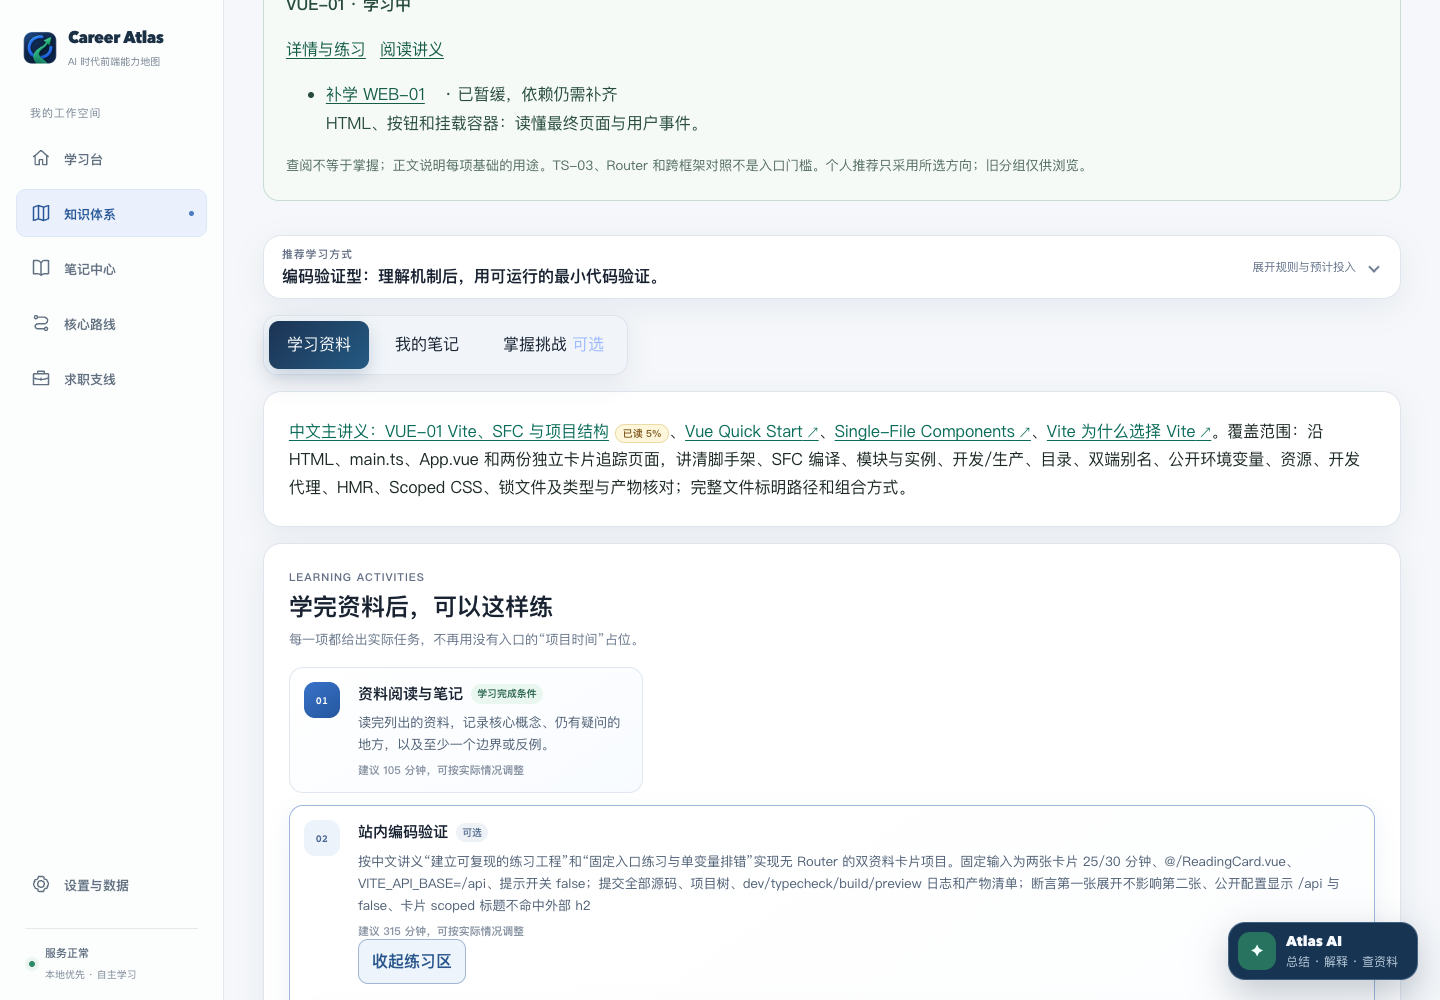 Career Atlas
AI 时代前端能力地图
我的工作空间
学习台
知识体系
笔记中心
核心路线
求职支线
设置与数据
服务正常
本地优先 · 自主学习
VUE-01 · 学习中
详情与练习 阅读讲义
补学 WEB-01 · 已暂缓，依赖仍需补齐
HTML、按钮和挂载容器：读懂最终页面与用户事件。
查阅不等于掌握；正文说明每项基础的用途。TS-03、Router 和跨框架对照不是入口门槛。个人推荐只采用所选方向；旧分组仅供浏览。
推荐学习方式
编码验证型：理解机制后，用可运行的最小代码验证。
展开规则与预计投入
学习资料 我的笔记 掌握挑战 可选
中文主讲义：VUE-01 Vite、SFC 与项目结构 已读 5% 、Vue Quick Start ↗、Single-File Components ↗、Vite 为什么选择 Vite ↗。覆盖范围：沿
HTML、main.ts、App.vue 和两份独立卡片追踪页面，讲清脚手架、SFC 编译、模块与实例、开发/生产、目录、双端别名、公开环境变量、资源、开发
代理、HMR、Scoped CSS、锁文件及类型与产物核对；完整文件标明路径和组合方式。
LEARNING ACTIVITIES
学完资料后，可以这样练
每一项都给出实际任务，不再用没有入口的“项目时间”占位。
01
资料阅读与笔记 学习完成条件
读完列出的资料，记录核心概念、仍有疑问的
地方，以及至少一个边界或反例。
建议 105 分钟，可按实际情况调整
02
站内编码验证 可选
按中文讲义“建立可复现的练习工程”和“固定入口练习与单变量排错”实现无 Router 的双资料卡片项目。固定输入为两张卡片 25/30 分钟、@/ReadingCard.vue、
VITE_API_BASE=/api、提示开关 false；提交全部源码、项目树、dev/typecheck/build/preview 日志和产物清单；断言第一张展开不影响第二张、公开配置显示 /api 与
false、卡片 scoped 标题不命中外部 h2
建议 315 分钟，可按实际情况调整
收起练习区
Atlas AI
总结 · 解释 · 查资料